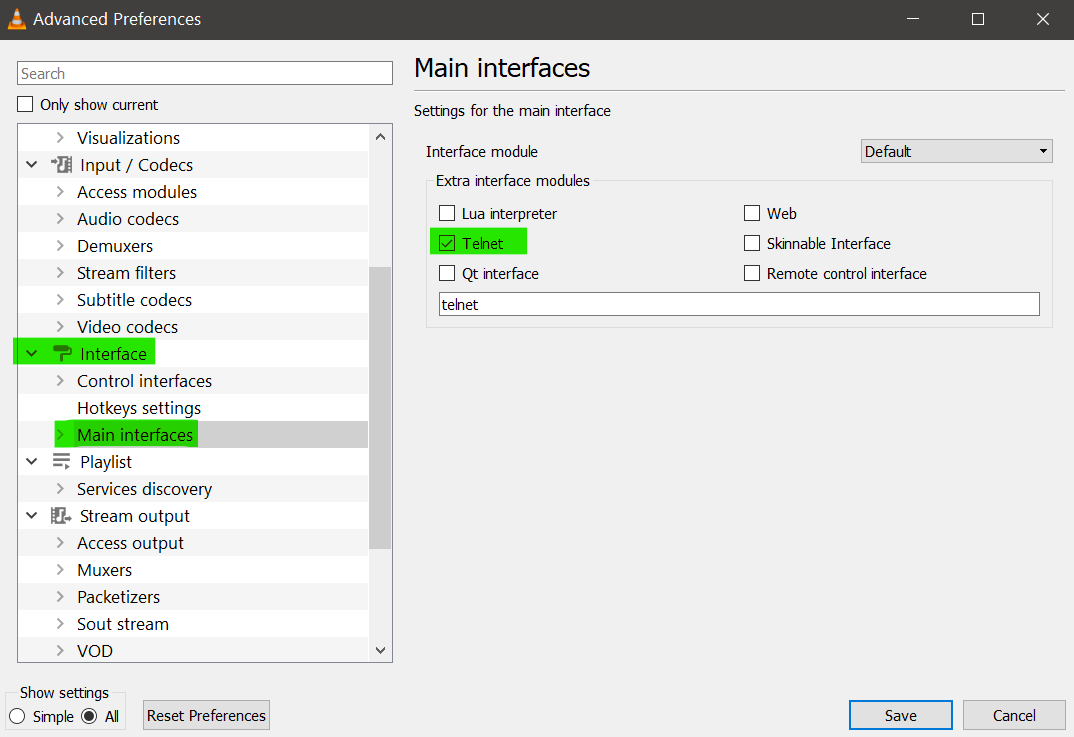 Advanced Preferences
Search
Only show current
Visualizations
Input / Codecs
Access modules
Audio codecs
Demuxers
Stream filters
Subtitle codecs
Video codecs
Interface
Control interfaces
Hotkeys settings
Main interfaces
Playlist
Services discovery
Stream output
Access output
Muxers
Packetizers
Sout stream
VOD
Show settings
Simple All
Reset Preferences
Main interfaces
Settings for the main interface
Interface module Default
Extra interface modules
Lua interpreter Web
Telnet Skinnable Interface
Qt interface Remote control interface
telnet
Save Cancel